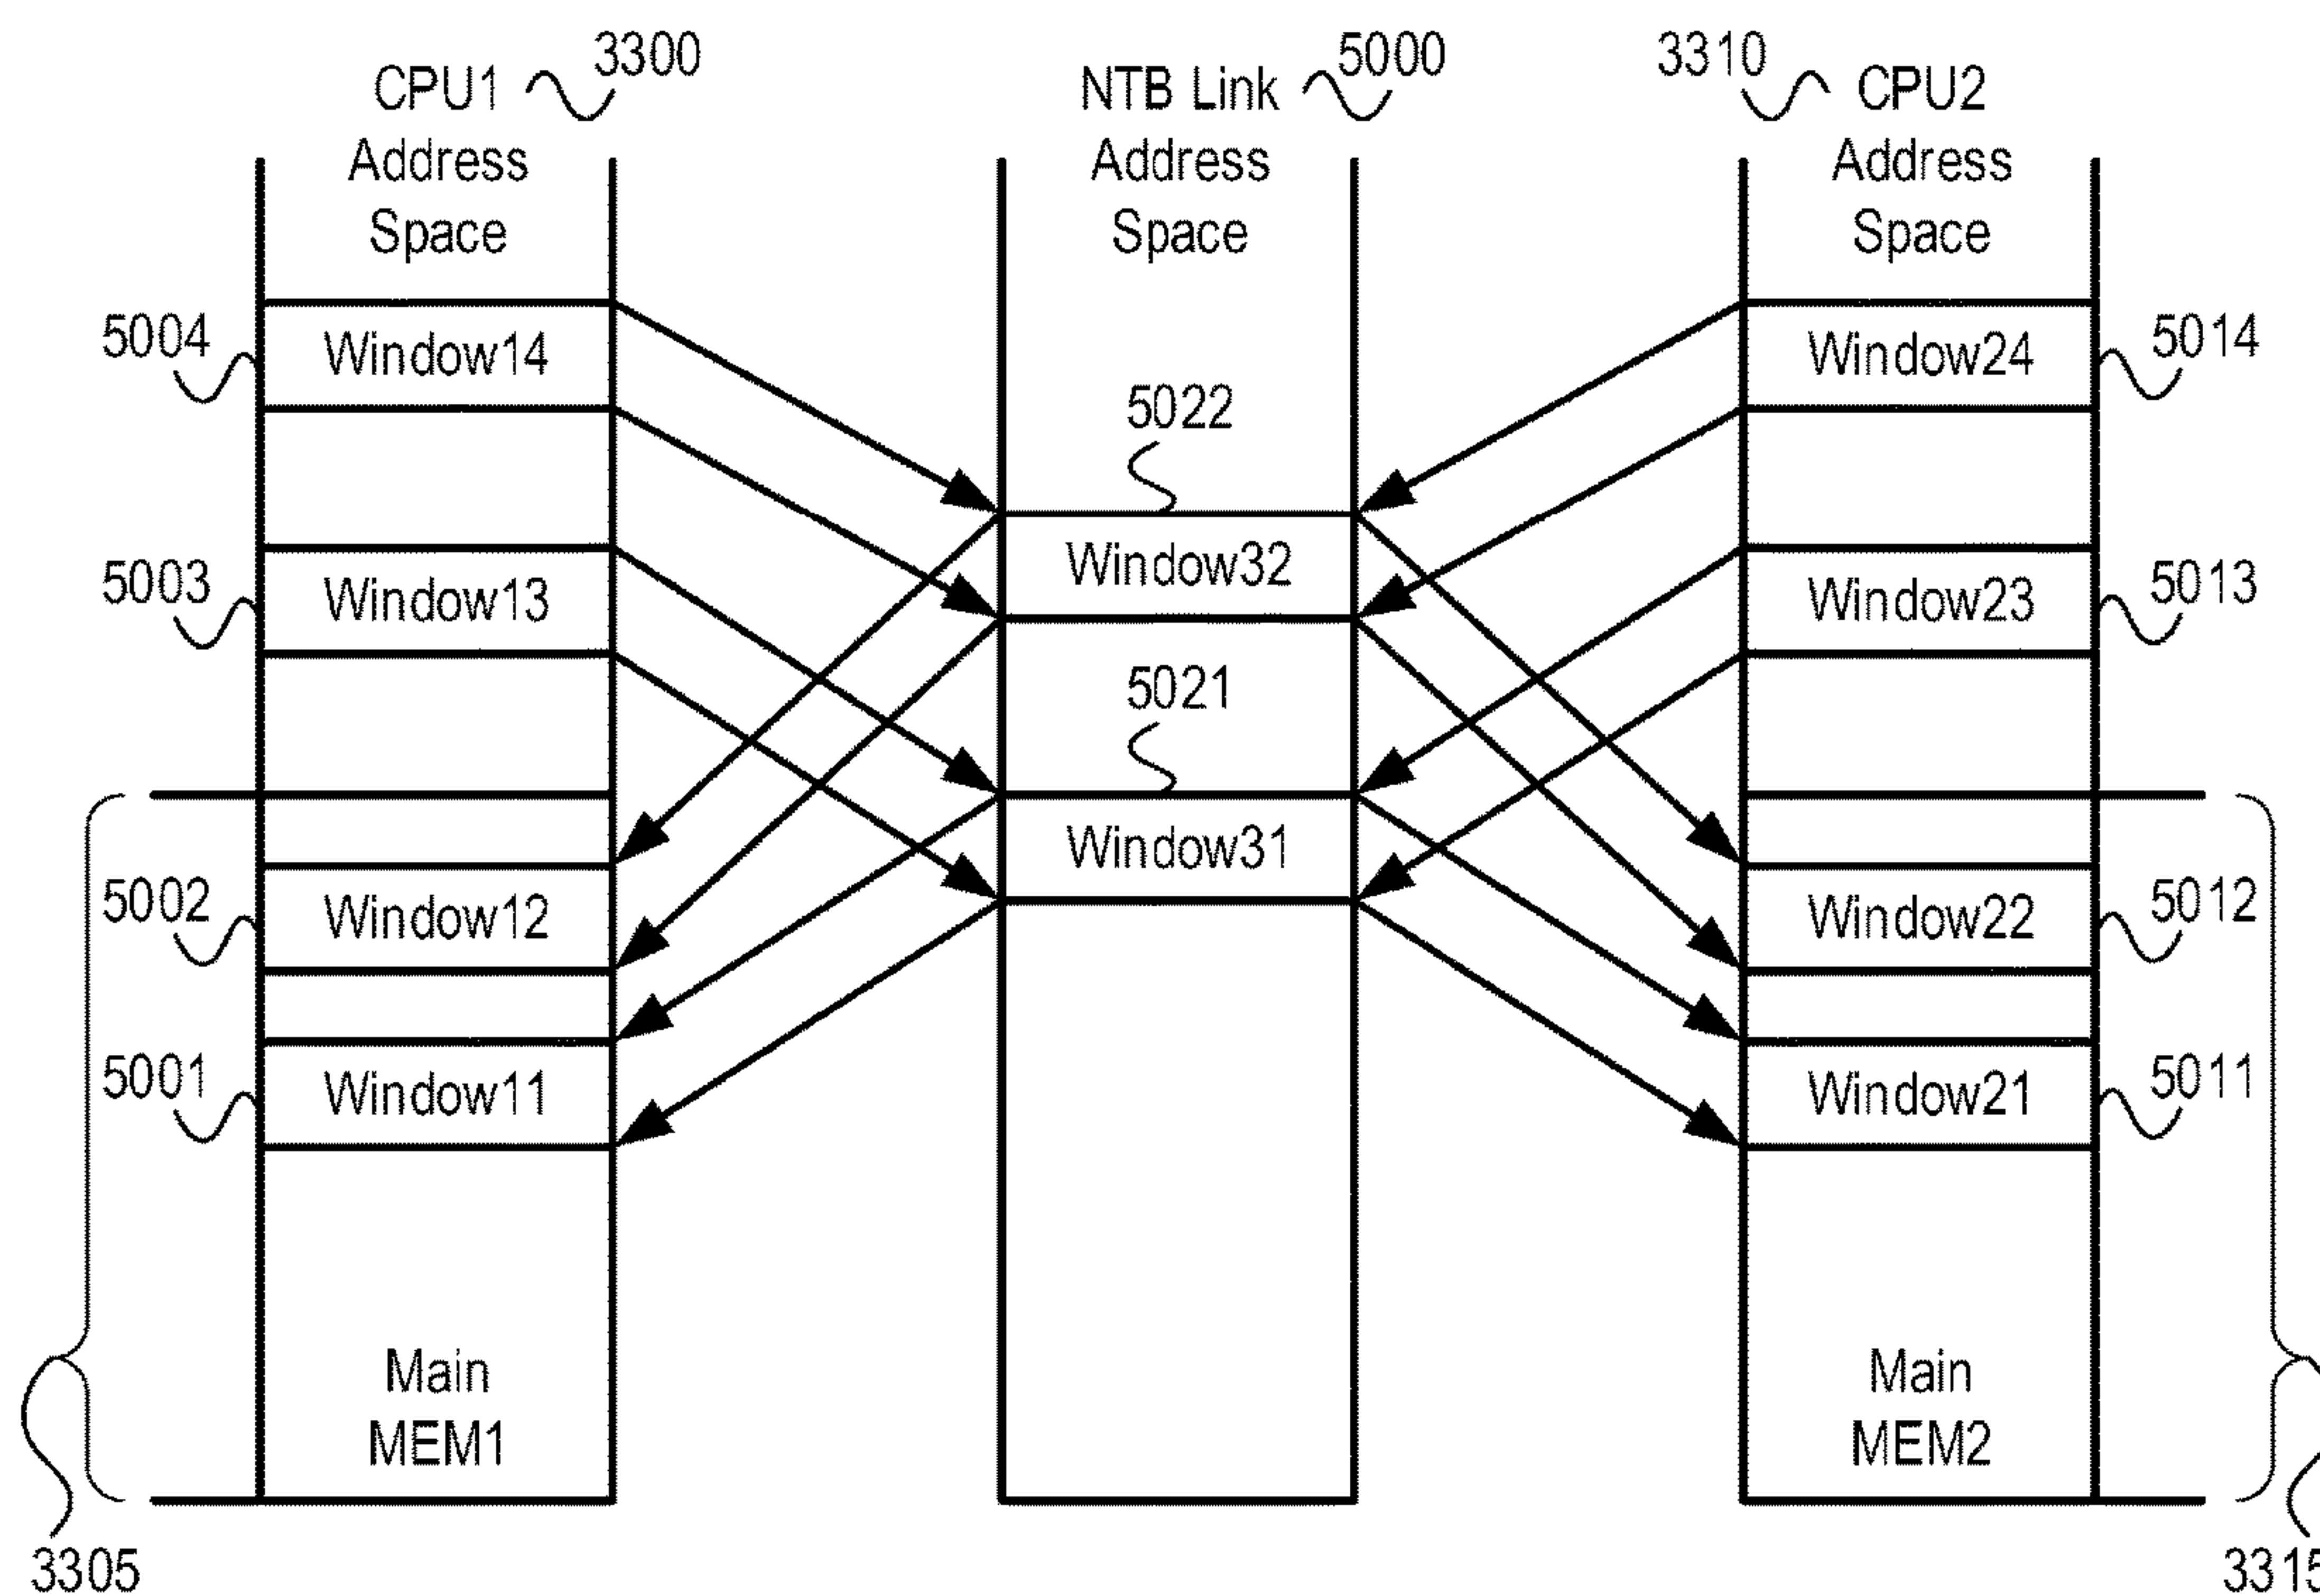 3300
5000
3310
CPU1
Address
Space
NTB Link
Address
Space
CPU2
Address
Space
5004
Window14
5022
Window24
5014
5003
Window13
Window32
Window23
5013
5021
Window31
5002
Window12
Window22
5012
5001
Window11
Window21
5011
Main
MEM1
Main
MEM2
3305
3315